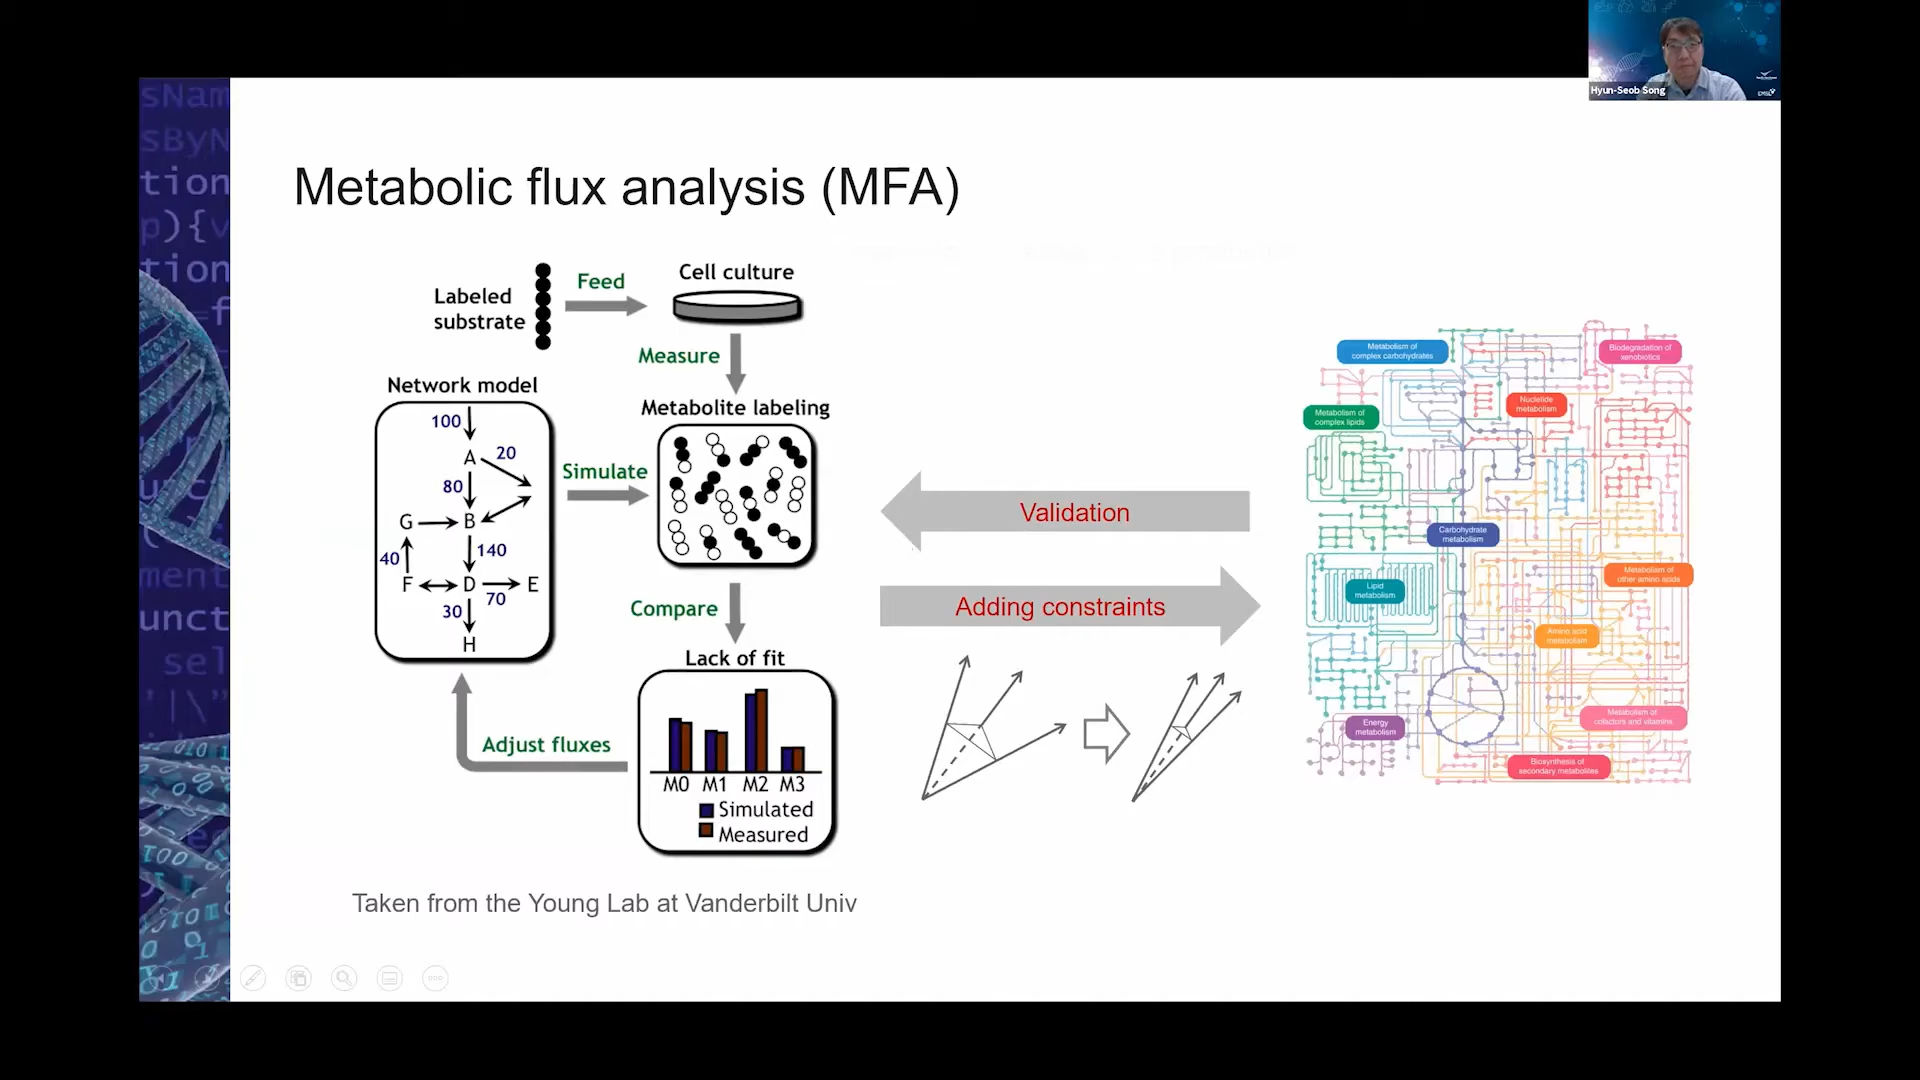 Hyun-Seob Song
Metabolic flux analysis (MFA)
Labeled
substrate
Feed
Cell culture
Measure
Metabolite labeling
Network model
100
A
20
80
G
B
140
40
F
D
E
70
30
H
Simulate
Compare
Lack of fit
M0 M1 M2 M3
Simulated
Measured
Adjust fluxes
Validation
Adding constraints
Metabolism of
complex carbohydrates
Biodegradation of
xenobiotics
Nucleotide
metabolism
Metabolism of
complex lipids
Carbohydrate
metabolism
Metabolism of
other amino acids
Lipid
metabolism
Amino acid
metabolism
Metabolism of
cofactors and vitamins
Energy
metabolism
Biosynthesis of
secondary metabolites
Taken from the Young Lab at Vanderbilt Univ